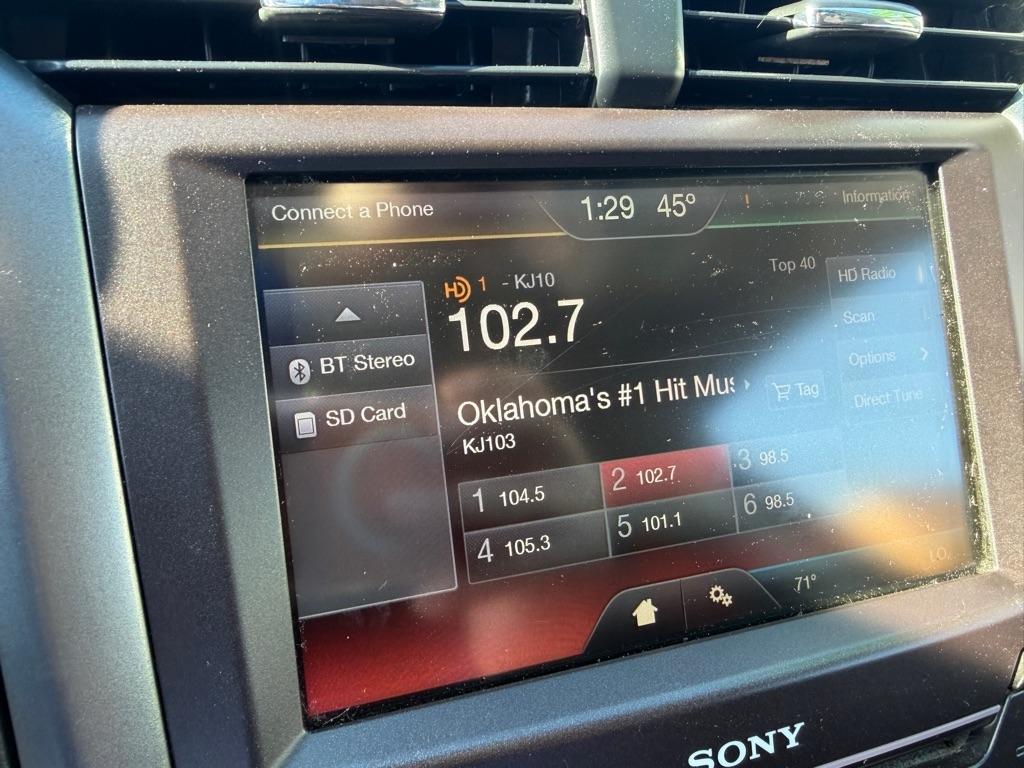 Connect a Phone
1:29 45°
!
Information
HD 1 - KJ10
Top 40
102.7
BT Stereo
SD Card
Oklahoma's #1 Hit Mus
KJ103
Tag
HD Radio
Scan
Options
Direct Tune
1 104.5
2 102.7
3 98.5
4 105.3
5 101.1
6 98.5
71°
LO
SONY